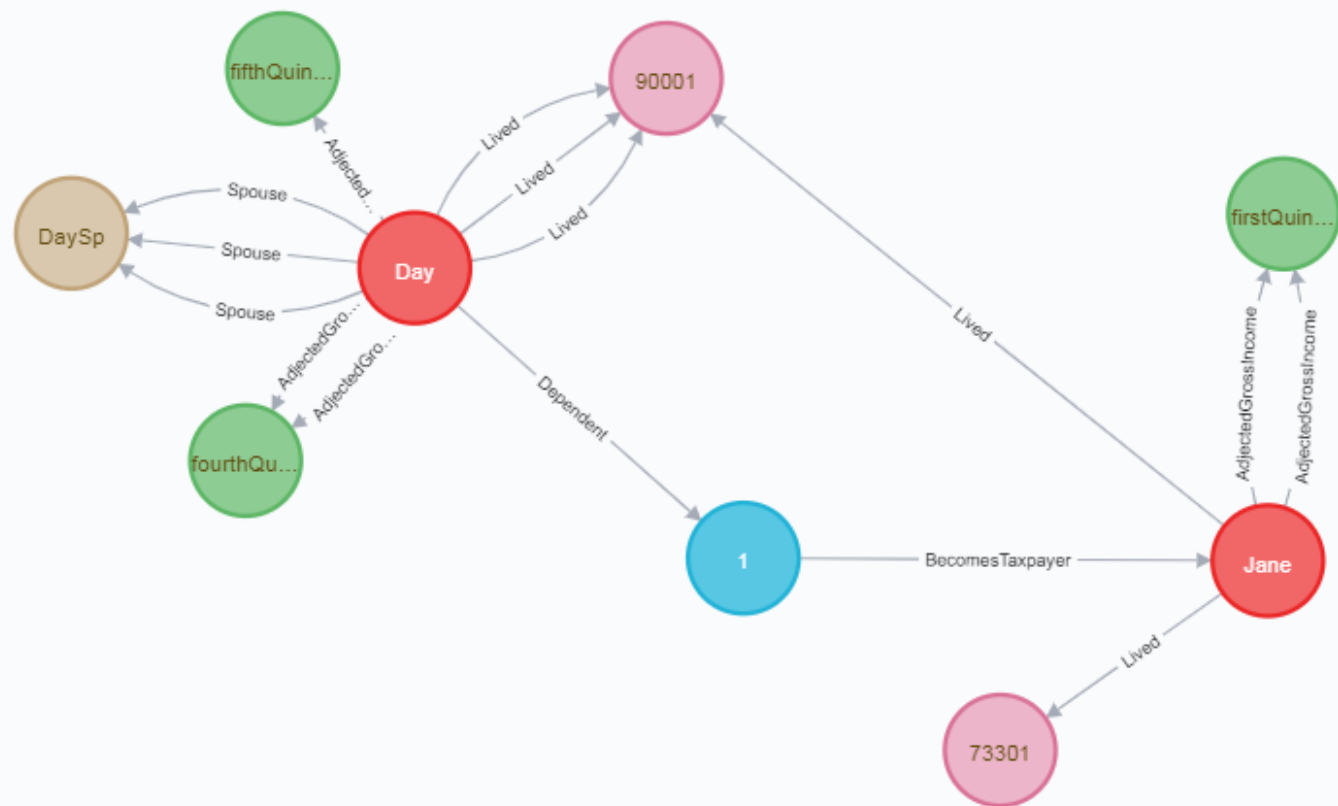 fifthQuin...
90001
Lived
Lived
Lived
Adjected...
Spouse
Spouse
Spouse
DaySp
Day
firstQuin...
Lived
AdjectedGrossIncome
AdjectedGrossIncome
AdjectedGro...
AdjectedGro...
Dependent
fourthQu...
1
BecomesTaxpayer
Jane
Lived
73301